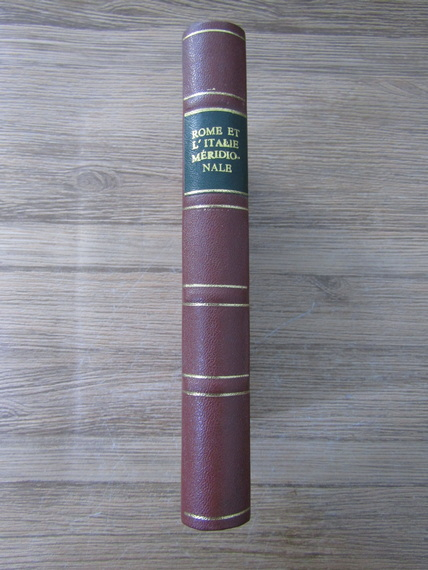 ROME ET
L'ITALIE
MÉRIDIO-
NALE